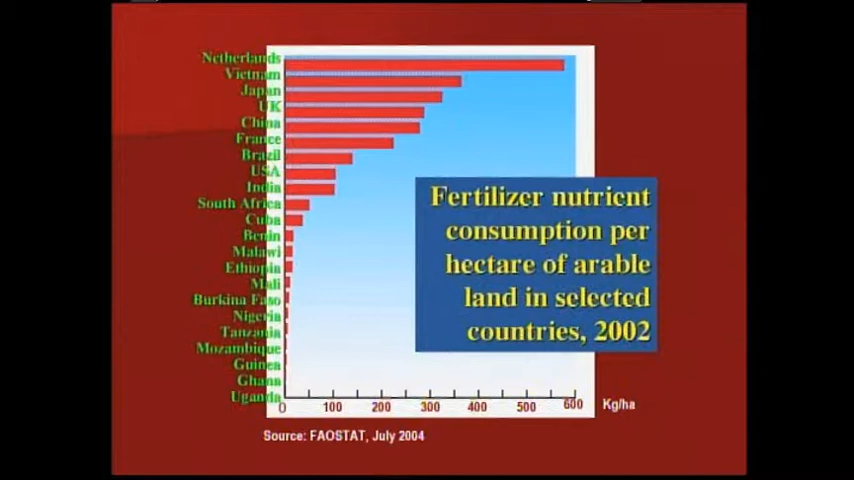 Netherlands
Vietnam
Japan
UK
China
France
Brazil
USA
India
South Africa
Cuba
Benin
Malawi
Ethiopia
Mali
Burkina Faso
Nigeria
Tanzania
Mozambique
Guinea
Ghana
Uganda
Fertilizer nutrient
consumption per
hectare of arable
land in selected
countries, 2002
0 100 200 300 400 500 600 Kg/ha
Source: FAOSTAT, July 2004